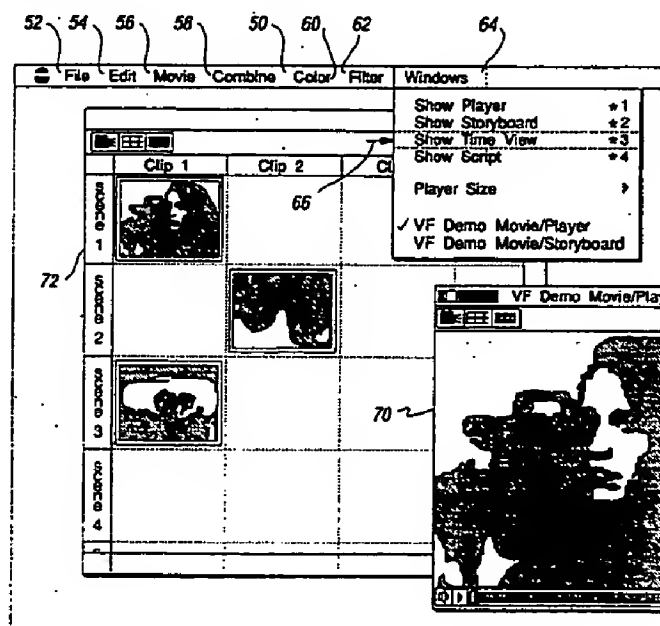 52 54 56 58 50 60 62 64
File Edit Movie Combine Color Filter Windows
Show Player *1
Show Storyboard *2
Show Time View *3
Show Script *4
Player Size
✓ VF Demo Movie/Player
VF Demo Movie/Storyboard
66
Clip 1 Clip 2 Cl
Scene 1
72
Scene 2
VF Demo Movie/Play
Scene 3
70
Scene 4